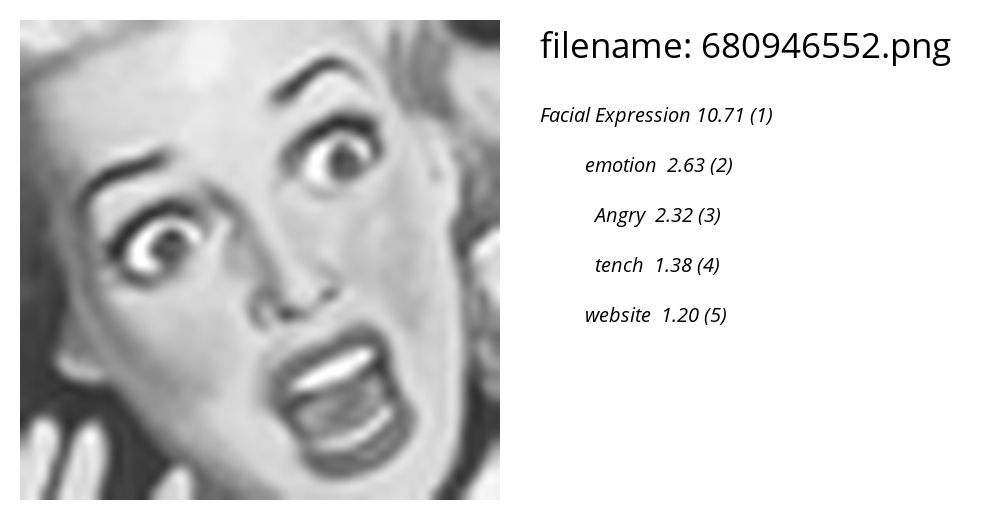 filename: 680946552.png
Facial Expression 10.71 (1)
emotion 2.63 (2)
Angry 2.32 (3)
tench 1.38 (4)
website 1.20 (5)